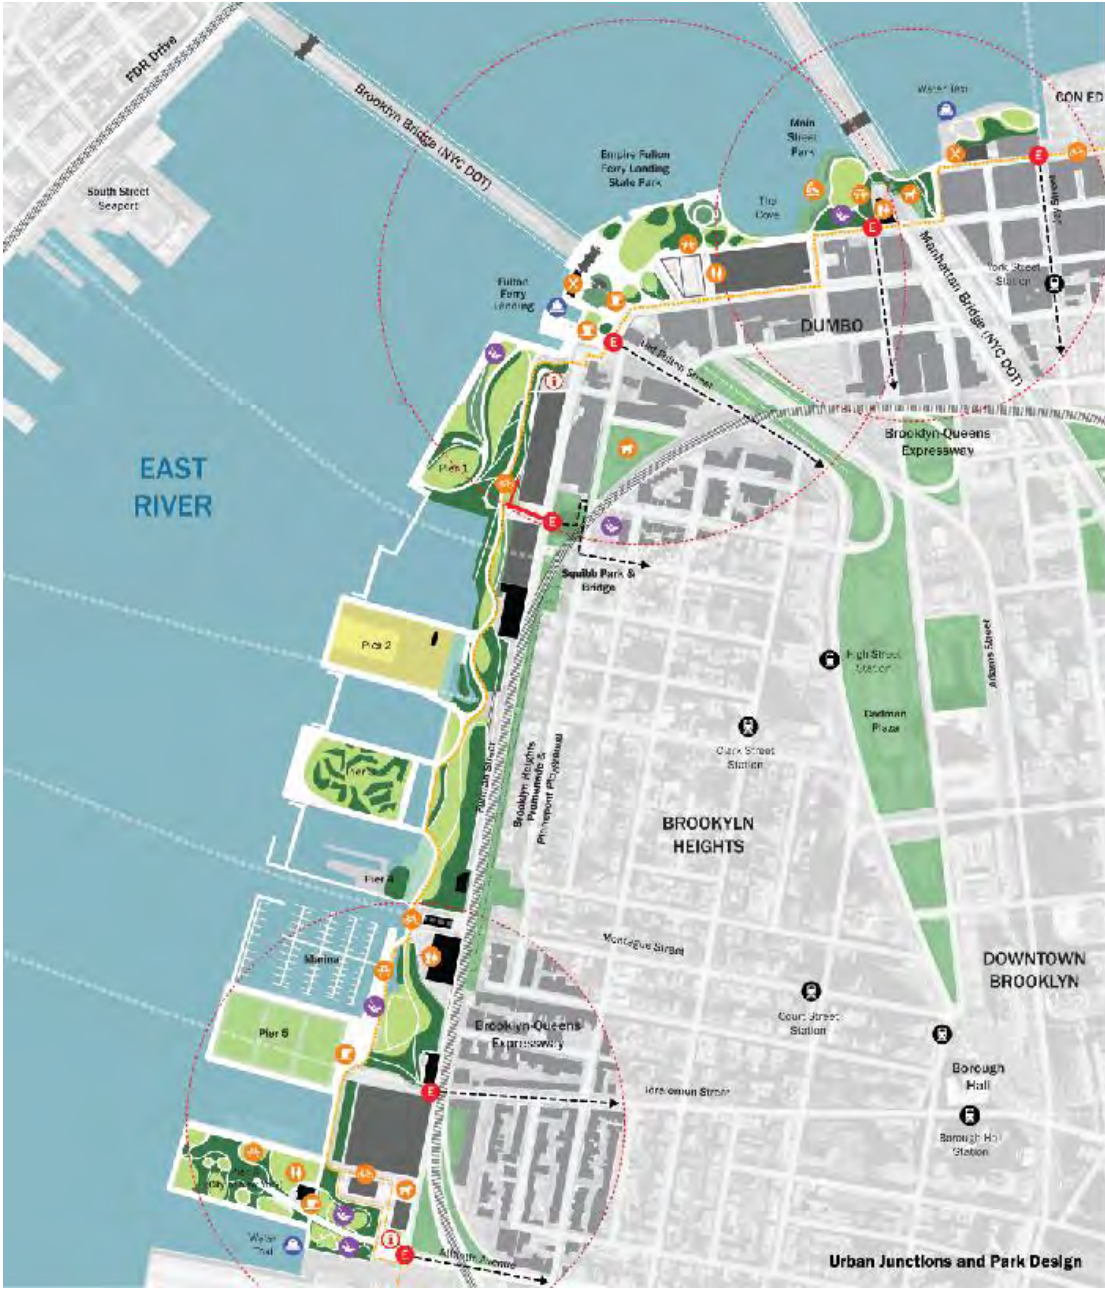 FDR Drive
Brooklyn Bridge (NYC DOT)
South Street
Seaport
Empire Fulton
Ferry Landing
State Park
Main
Street
Park
The
Cove
Water Taxi
CON ED
E
Jay Street
E
York Street
Station
Manhattan Bridge (NYC DOT)
DUMBO
Fulton
Ferry
Landing
E
Old Fulton Street
Brooklyn-Queens
Expressway
EAST
RIVER
Pier 1
E
Squibb Park &
Bridge
Pier 2
High Street
Station
Adams Street
Cadman
Plaza
Clark Street
Station
Furman Street
Brooklyn Heights
Promenade &
Pierrepont Playground
Pier 3
BROOKYLN
HEIGHTS
Pier 4
Montague Street
Marina
DOWNTOWN
BROOKLYN
Court Street
Station
Brooklyn-Queens
Expressway
Pier 5
Borough
Hall
E
Joralemon Street
Borough Hall
Station
Water
Taxi
E
Atlantic Avenue
Urban Junctions and Park Design